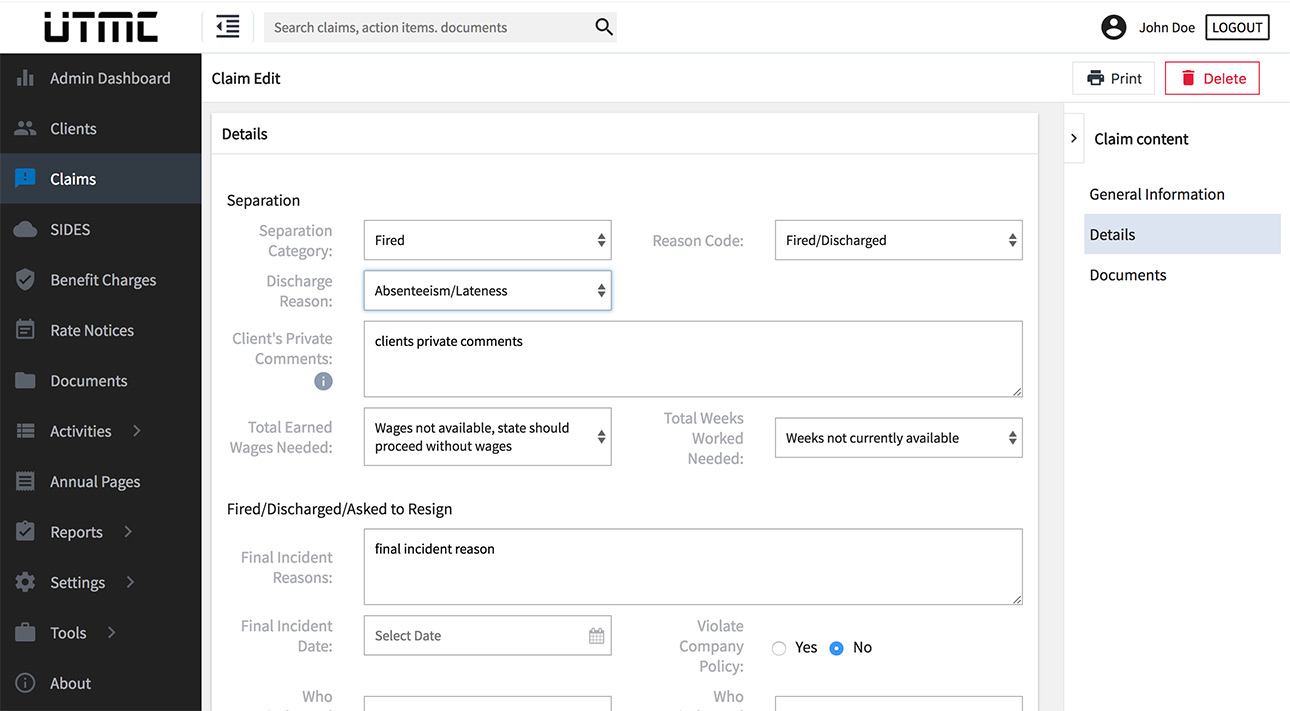 UTMC
Search claims, action items. documents
John Doe
LOGOUT
Admin Dashboard
Clients
Claims
SIDES
Benefit Charges
Rate Notices
Documents
Activities
Annual Pages
Reports
Settings
Tools
About
Claim Edit
Print
Delete
Details
Separation
Separation
Category:
Fired
Reason Code:
Fired/Discharged
Discharge
Reason:
Absenteeism/Lateness
Client's Private
Comments:
clients private comments
Total Earned
Wages Needed:
Wages not available, state should
proceed without wages
Total Weeks
Worked
Needed:
Weeks not currently available
Fired/Discharged/Asked to Resign
Final Incident
Reasons:
final incident reason
Final Incident
Date:
Select Date
Violate
Company
Policy:
Yes
No
Who
Who
Claim content
General Information
Details
Documents